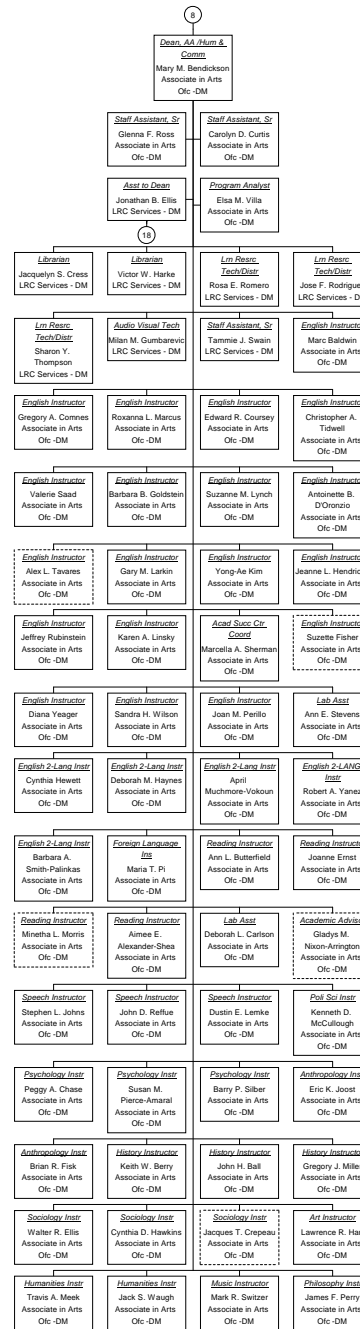 8
Dean, AA /Hum &
Comm
Mary M. Bendickson
Associate in Arts
Ofc -DM
Staff Assistant, Sr
Glenna F. Ross
Associate in Arts
Ofc -DM
Staff Assistant, Sr
Carolyn D. Curtis
Associate in Arts
Ofc -DM
Asst to Dean
Jonathan B. Ellis
LRC Services - DM
18
Program Analyst
Elsa M. Villa
Associate in Arts
Ofc -DM
Librarian
Jacquelyn S. Cress
LRC Services - DM
Librarian
Victor W. Harke
LRC Services - DM
Lrn Resrc
Tech/Distr
Rosa E. Romero
LRC Services - DM
Lrn Resrc
Tech/Distr
Jose F. Rodrigue
LRC Services - D
Lrn Resrc
Tech/Distr
Sharon Y.
Thompson
LRC Services - DM
Audio Visual Tech
Milan M. Gumbarevic
LRC Services - DM
Staff Assistant, Sr
Tammie J. Swain
LRC Services - DM
English Instructo
Marc Baldwin
Associate in Arts
Ofc -DM
English Instructor
Gregory A. Comnes
Associate in Arts
Ofc -DM
English Instructor
Roxanna L. Marcus
Associate in Arts
Ofc -DM
English Instructor
Edward R. Coursey
Associate in Arts
Ofc -DM
English Instructo
Christopher A.
Tidwell
Associate in Arts
Ofc -DM
English Instructor
Valerie Saad
Associate in Arts
Ofc -DM
English Instructor
Barbara B. Goldstein
Associate in Arts
Ofc -DM
English Instructor
Suzanne M. Lynch
Associate in Arts
Ofc -DM
English Instructo
Antoinette B.
D'Oronzio
Associate in Arts
Ofc -DM
English Instructor
Alex L. Tavares
Associate in Arts
Ofc -DM
English Instructor
Gary M. Larkin
Associate in Arts
Ofc -DM
English Instructor
Yong-Ae Kim
Associate in Arts
Ofc -DM
English Instructo
Jeanne L. Hendric
Associate in Arts
Ofc -DM
English Instructor
Jeffrey Rubinstein
Associate in Arts
Ofc -DM
English Instructor
Karen A. Linsky
Associate in Arts
Ofc -DM
Acad Succ Ctr
Coord
Marcella A. Sherman
Associate in Arts
Ofc -DM
English Instructo
Suzette Fisher
Associate in Arts
Ofc -DM
English Instructor
Diana Yeager
Associate in Arts
Ofc -DM
English Instructor
Sandra H. Wilson
Associate in Arts
Ofc -DM
English Instructor
Joan M. Perillo
Associate in Arts
Ofc -DM
Lab Asst
Ann E. Stevens
Associate in Arts
Ofc -DM
English 2-Lang Instr
Cynthia Hewett
Associate in Arts
Ofc -DM
English 2-Lang Instr
Deborah M. Haynes
Associate in Arts
Ofc -DM
English 2-Lang Instr
April
Muchmore-Vokoun
Associate in Arts
Ofc -DM
English 2-LANG
Instr
Robert A. Yanez
Associate in Arts
Ofc -DM
English 2-Lang Instr
Barbara A.
Smith-Palinkas
Associate in Arts
Ofc -DM
Foreign Language
Ins
Maria T. Pi
Associate in Arts
Ofc -DM
Reading Instructor
Ann L. Butterfield
Associate in Arts
Ofc -DM
Reading Instructo
Joanne Ernst
Associate in Arts
Ofc -DM
Reading Instructor
Minetha L. Morris
Associate in Arts
Ofc -DM
Reading Instructor
Aimee E.
Alexander-Shea
Associate in Arts
Ofc -DM
Lab Asst
Deborah L. Carlson
Associate in Arts
Ofc -DM
Academic Adviso
Gladys M.
Nixon-Arrington
Associate in Arts
Ofc -DM
Speech Instructor
Stephen L. Johns
Associate in Arts
Ofc -DM
Speech Instructor
John D. Reffue
Associate in Arts
Ofc -DM
Speech Instructor
Dustin E. Lemke
Associate in Arts
Ofc -DM
Poli Sci Instr
Kenneth D.
McCullough
Associate in Arts
Ofc -DM
Psychology Instr
Peggy A. Chase
Associate in Arts
Ofc -DM
Psychology Instr
Susan M.
Pierce-Amaral
Associate in Arts
Ofc -DM
Psychology Instr
Barry P. Silber
Associate in Arts
Ofc -DM
Anthropology Ins
Eric K. Joost
Associate in Arts
Ofc -DM
Anthropology Instr
Brian R. Fisk
Associate in Arts
Ofc -DM
History Instructor
Keith W. Berry
Associate in Arts
Ofc -DM
History Instructor
John H. Ball
Associate in Arts
Ofc -DM
History Instructo
Gregory J. Mille
Associate in Arts
Ofc -DM
Sociology Instr
Walter R. Ellis
Associate in Arts
Ofc -DM
Sociology Instr
Cynthia D. Hawkins
Associate in Arts
Ofc -DM
Sociology Instr
Jacques T. Crepeau
Associate in Arts
Ofc -DM
Art Instructor
Lawrence R. Ha
Associate in Arts
Ofc -DM
Humanities Instr
Travis A. Meek
Associate in Arts
Ofc -DM
Humanities Instr
Jack S. Waugh
Associate in Arts
Ofc -DM
Music Instructor
Mark R. Switzer
Associate in Arts
Ofc -DM
Philosophy Inst
James F. Perry
Associate in Arts
Ofc -DM